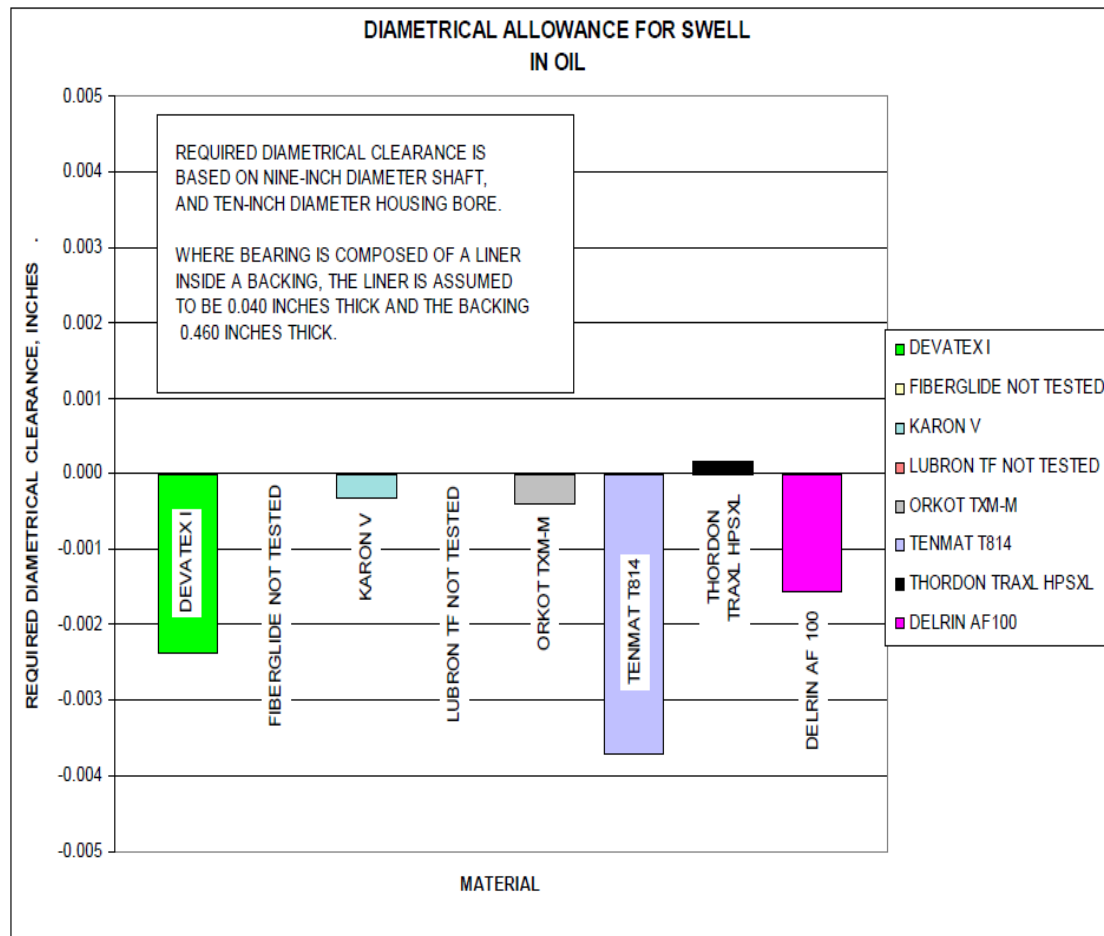 DIAMETRICAL ALLOWANCE FOR SWELL
IN OIL
REQUIRED DIAMETRICAL CLEARANCE, INCHES .
0.005
0.004
0.003
0.002
0.001
0.000
-0.001
-0.002
-0.003
-0.004
-0.005
REQUIRED DIAMETRICAL CLEARANCE IS
BASED ON NINE-INCH DIAMETER SHAFT,
AND TEN-INCH DIAMETER HOUSING BORE.
WHERE BEARING IS COMPOSED OF A LINER
INSIDE A BACKING, THE LINER IS ASSUMED
TO BE 0.040 INCHES THICK AND THE BACKING
0.460 INCHES THICK.
DEVATEX I
FIBERGLIDE NOT TESTED
KARON V
LUBRON TF NOT TESTED
ORKOT TXM-M
TENMAT T814
THORDON
TRAXL HPSXL
DELRIN AF 100
MATERIAL
DEVATEX I
FIBERGLIDE NOT TESTED
KARON V
LUBRON TF NOT TESTED
ORKOT TXM-M
TENMAT T814
THORDON TRAXL HPSXL
DELRIN AF100